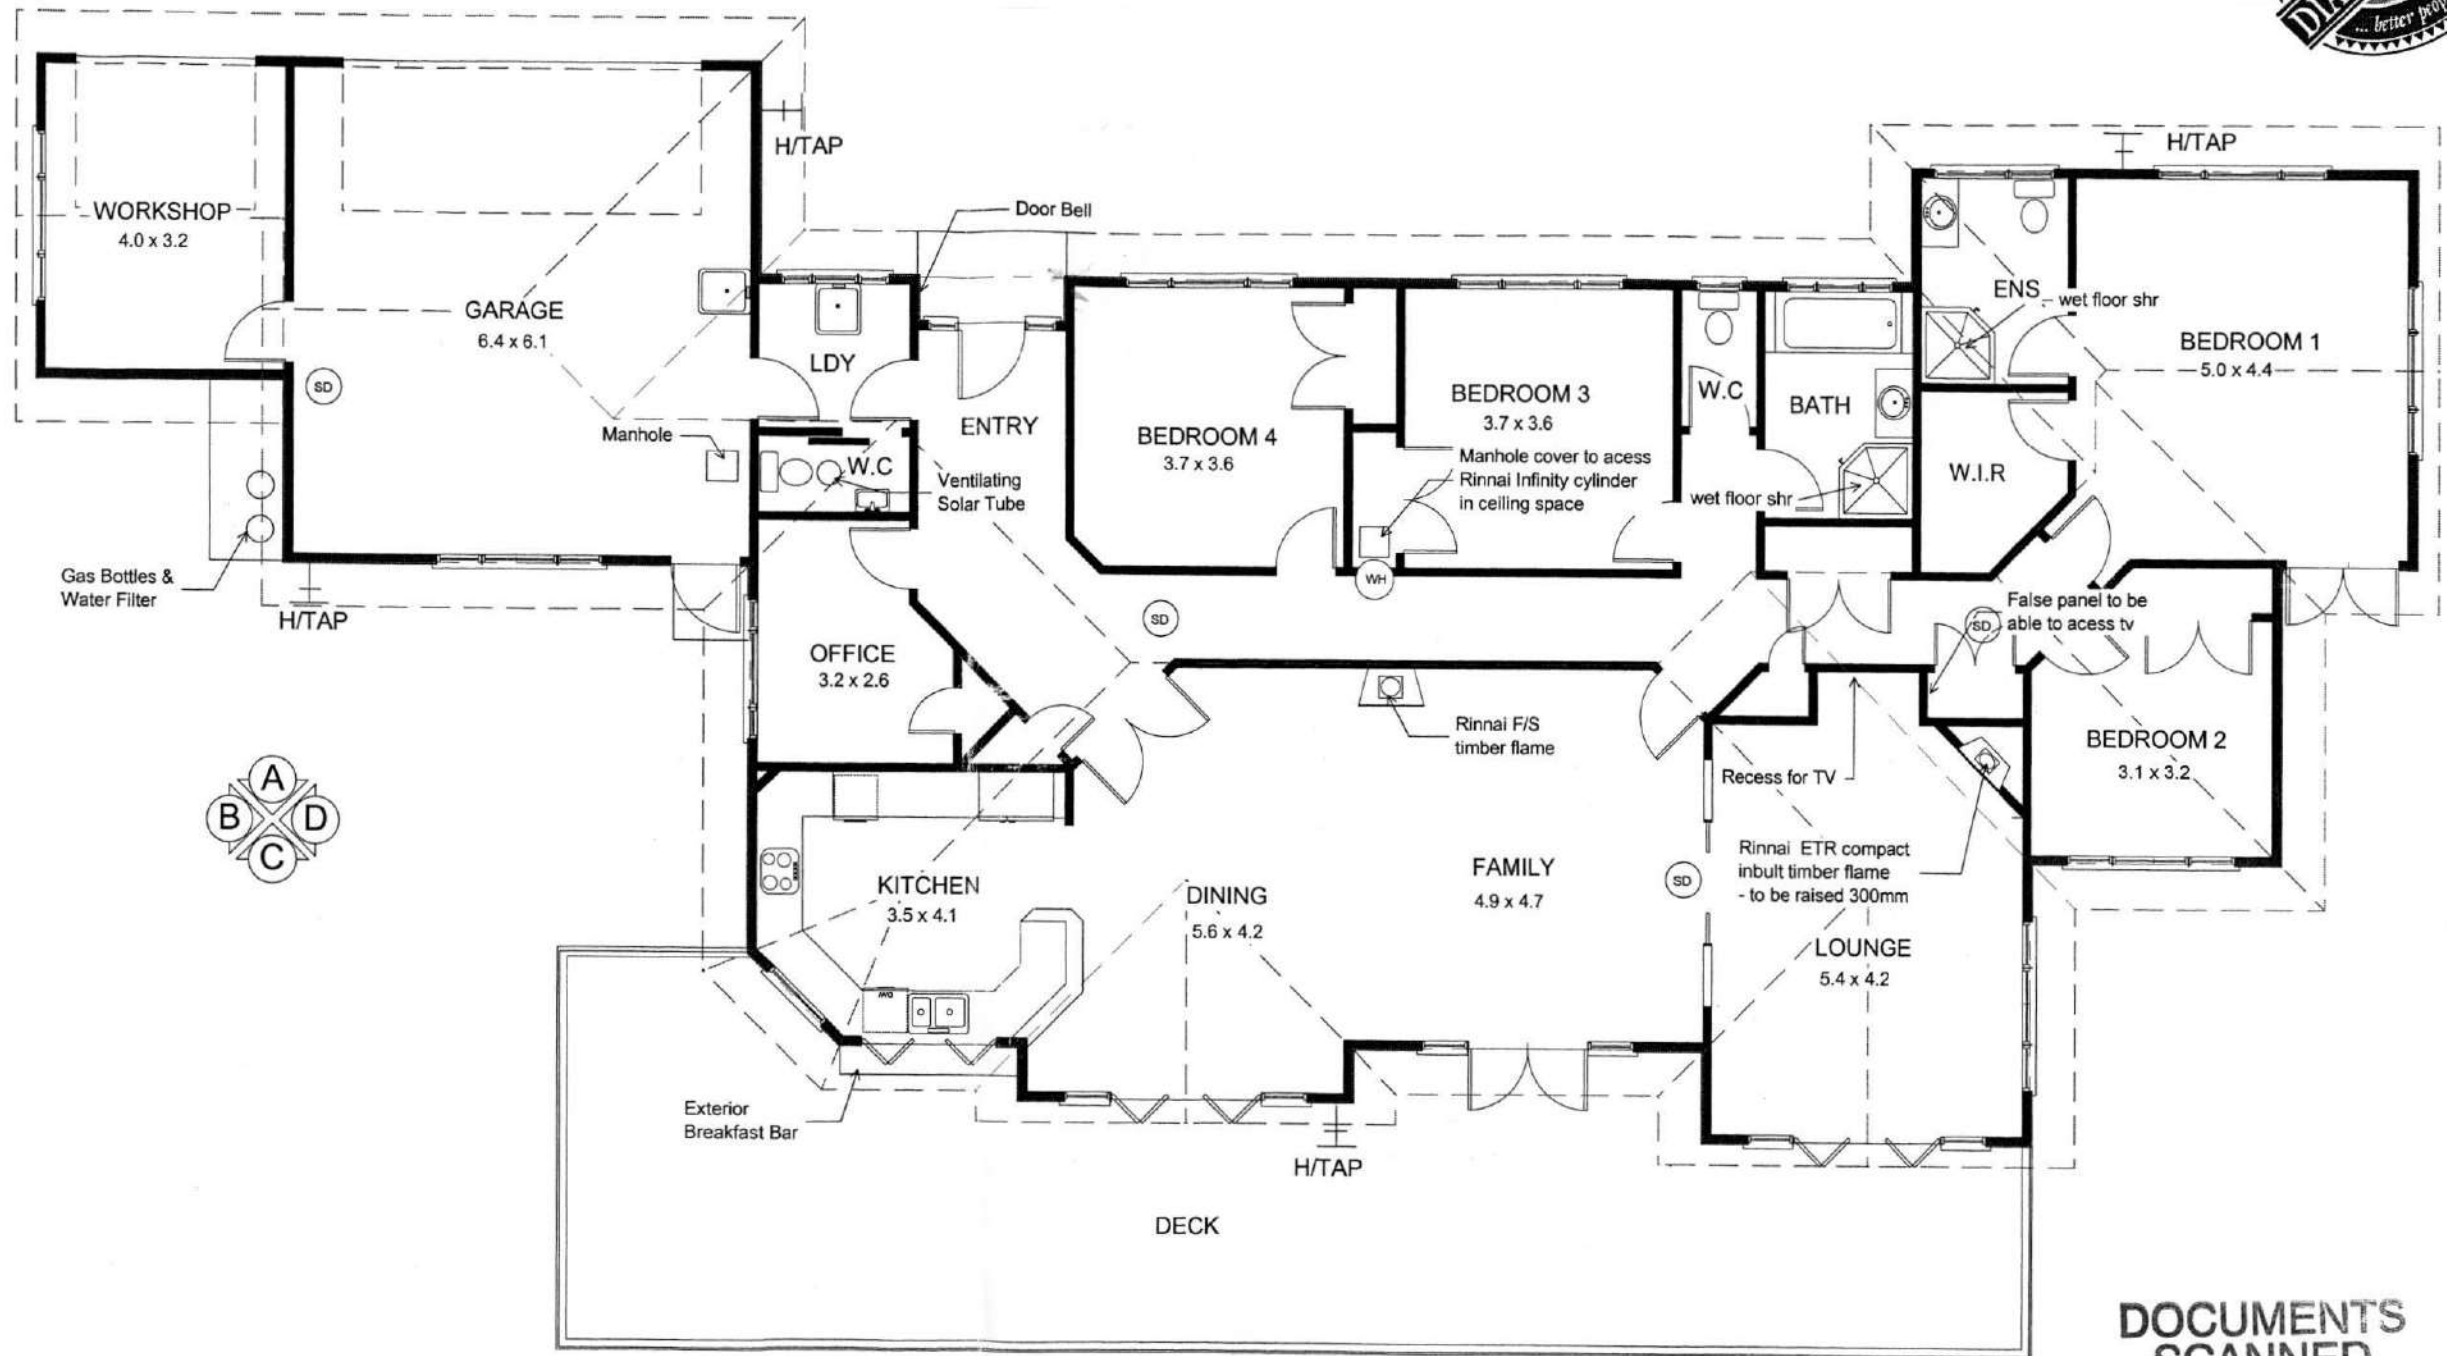 DIA
... better peop
H/TAP
H/TAP
WORKSHOP
4.0 x 3.2
Door Bell
GARAGE
6.4 x 6.1
LDY
ENS
wet floor shr
BEDROOM 1
5.0 x 4.4
SD
BEDROOM 3
3.7 x 3.6
W.C
BATH
Manhole
ENTRY
BEDROOM 4
3.7 x 3.6
Manhole cover to acess
Rinnai Infinity cylinder
in ceiling space
W.C
W.I.R
Ventilating
Solar Tube
wet floor shr
Gas Bottles &
Water Filter
H/TAP
WH
SD
SD
False panel to be
able to acess tv
OFFICE
3.2 x 2.6
Rinnai F/S
timber flame
Recess for TV
BEDROOM 2
3.1 x 3.2
A
B
D
C
KITCHEN
3.5 x 4.1
DINING
5.6 x 4.2
FAMILY
4.9 x 4.7
SD
Rinnai ETR compact
inbult timber flame
- to be raised 300mm
LOUNGE
5.4 x 4.2
DW
Exterior
Breakfast Bar
H/TAP
DECK
DOCUMENTS
SCANNED